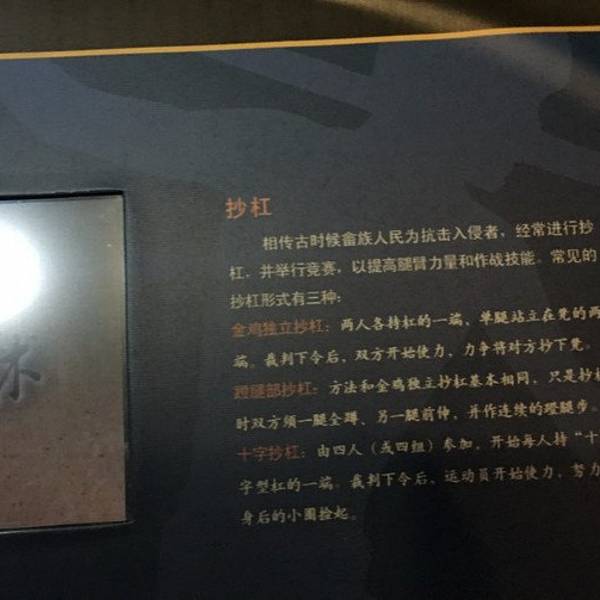 抄杠
相传古时候畲族人民为抗击入侵者，经常进行抄
杠，并举行竞赛，以提高腿臂力量和作战技能。常见的
抄杠形式有三种：
金鸡独立抄杠：两人各持杠的一端，单腿站立在凳的两
端。裁判下令后，双方开始使力，力争将对方抄下凳。
蹬腿部抄杠：方法和金鸡独立抄杠基本相同，只是抄杠
时双方须一腿全蹲、另一腿前伸，并作连续的蹬腿步。
十字抄杠：由四人（或四组）参加，开始每人持“十
字型杠的一端。裁判下令后，运动员开始使力，努力
身后的小圈捡起。
术